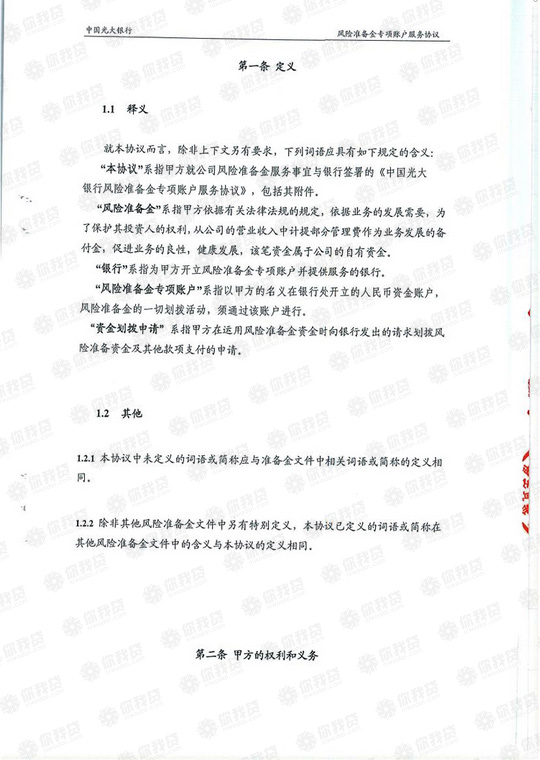 中国光大银行 风险准备金专项账户服务协议
第一条 定义
1.1 释义
就本协议而言，除非上下文另有要求，下列词语应具有如下规定的含义：
“本协议”系指甲方就公司风险准备金服务事宜与银行签署的《中国光大
银行风险准备金专项账户服务协议》，包括其附件。
“风险准备金”系指甲方依据有关法律法规的规定，依据业务的发展需要，为
了保护其投资人的权利，从公司的营业收入中计提部分管理费作为业务发展的备
付金，促进业务的良性，健康发展，该笔资金属于公司的自有资金。
“银行”系指为甲方开立风险准备金专项账户并提供服务的银行。
“风险准备金专项账户”系指以甲方的名义在银行处开立的人民币资金账户，
风险准备金的一切划拨活动，须通过该账户进行。
“资金划拨申请”系指甲方在运用风险准备金资金时向银行发出的请求划拨风
险准备资金及其他款项支付的申请。
1.2 其他
1.2.1 本协议中未定义的词语或简称应与准备金文件中相关词语或简称的定义相
同。
1.2.2 除非其他风险准备金文件中另有特别定义，本协议已定义的词语或简称在
其他风险准备金文件中的含义与本协议的定义相同。
第二条 甲方的权利和义务
你我贷